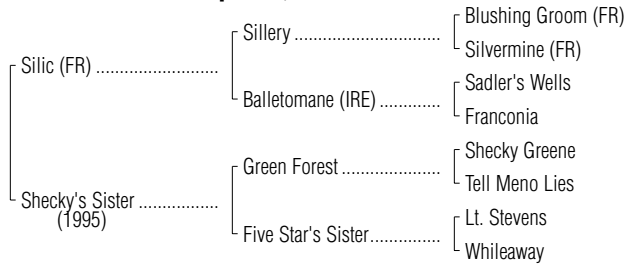 Blushing Groom (FR)
Sillery ................................
Silvermine (FR)
Silic (FR) ...........................
Sadler's Wells
Balletomane (IRE) .............
Franconia
Shecky Greene
Green Forest ......................
Tell Meno Lies
Shecky's Sister .................
(1995)
Lt. Stevens
Five Star's Sister...............
Whileaway